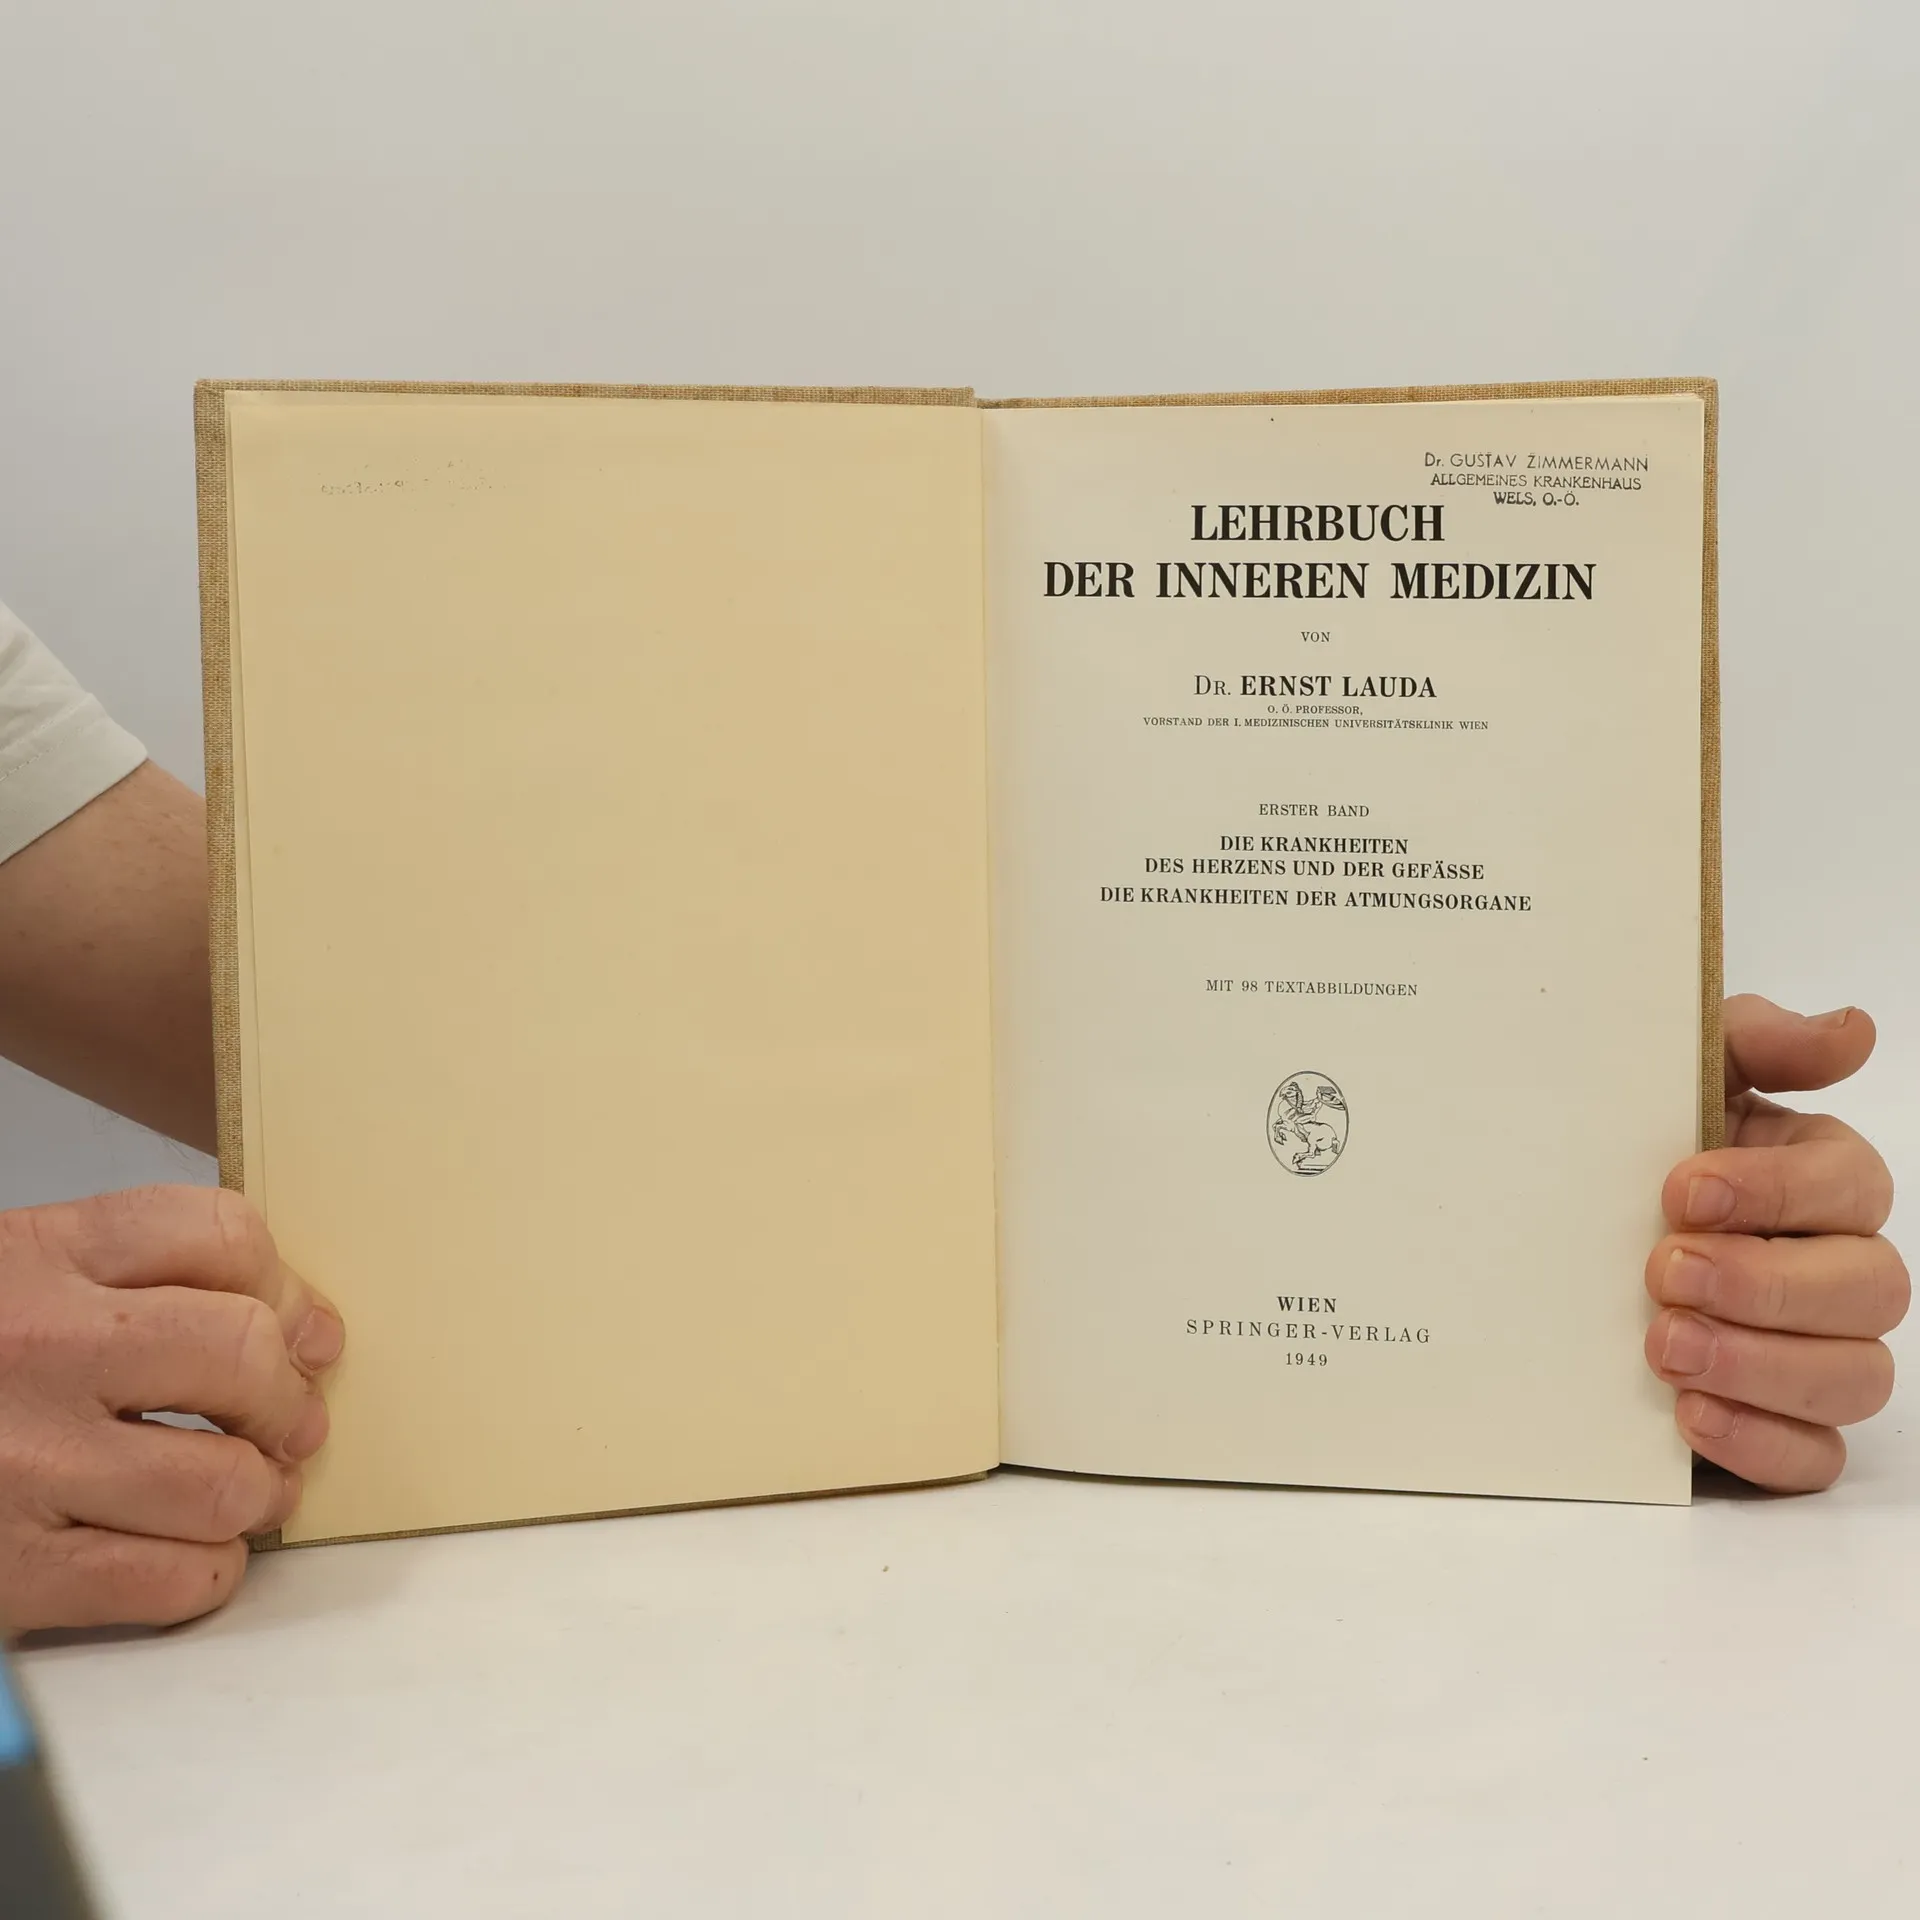 Dr. GUSTAV ZIMMERMANN
ALLGEMEINES KRANKENHAUS
WELS, O.-Ö.
LEHRBUCH
DER INNEREN MEDIZIN
VON
DR. ERNST LAUDA
O. Ö. PROFESSOR,
VORSTAND DER I. MEDIZINISCHEN UNIVERSITÄTSKLINIK WIEN
ERSTER BAND
DIE KRANKHEITEN
DES HERZENS UND DER GEFÄSSE
DIE KRANKHEITEN DER ATMUNGSORGANE
MIT 98 TEXTABBILDUNGEN
WIEN
SPRINGER-VERLAG
1949